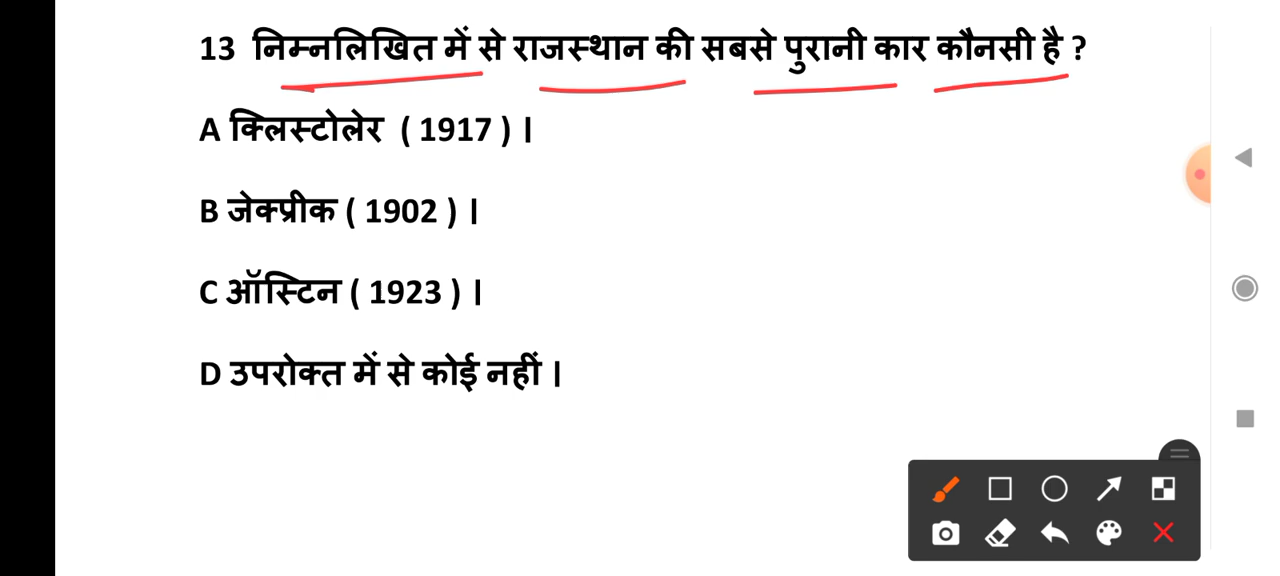 13 निम्नलिखित में से राजस्थान की सबसे पुरानी कार कौनसी है ?
A क्लिस्टोलेर ( 1917 ) ।
B जेक्प्रीक ( 1902 ) ।
C ऑस्टिन ( 1923 ) ।
D उपरोक्त में से कोई नहीं ।